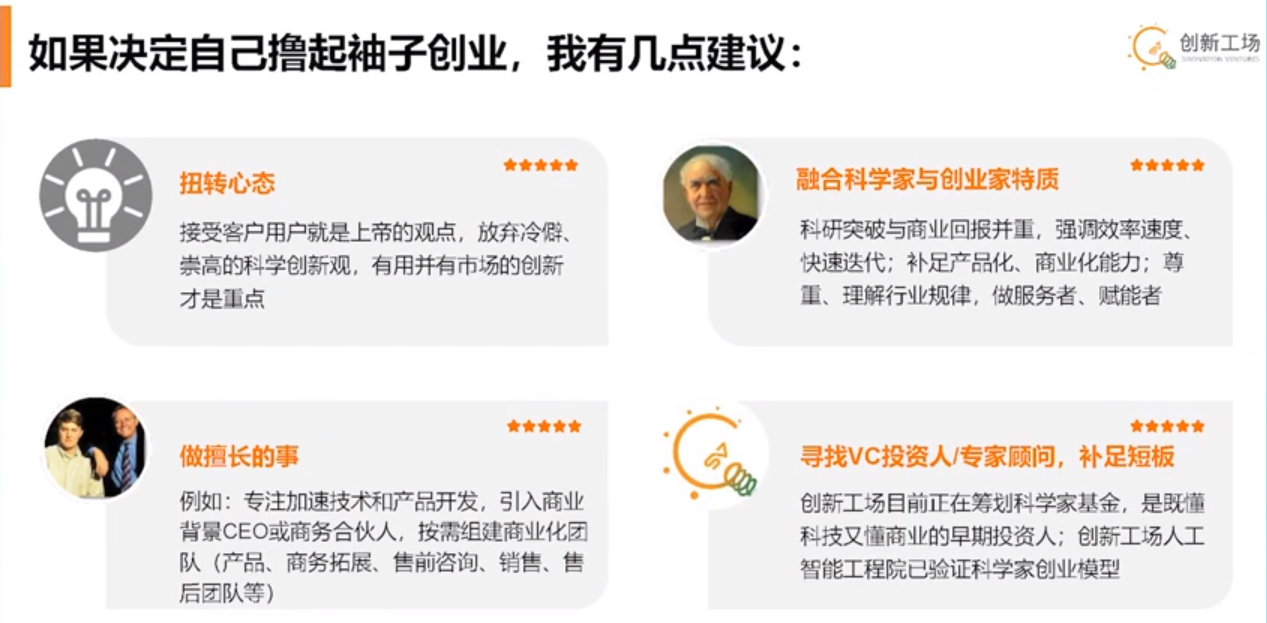 如果决定自己撸起袖子创业，我有几点建议：
创新工场
SINOVATION VENTURES
扭转心态
接受客户用户就是上帝的观点，放弃冷僻、
崇高的科学创新观，有用并有市场的创新
才是重点
融合科学家与创业家特质
科研突破与商业回报并重，强调效率速度、
快速迭代；补足产品化、商业化能力；尊
重、理解行业规律，做服务者、赋能者
做擅长的事
例如：专注加速技术和产品开发，引入商业
背景CEO或商务合伙人，按需组建商业化团
队（产品、商务拓展、售前咨询、销售、售
后团队等）
寻找VC投资人/专家顾问，补足短板
创新工场目前正在筹划科学家基金，是既懂
科技又懂商业的早期投资人；创新工场人工
智能工程院已验证科学家创业模型